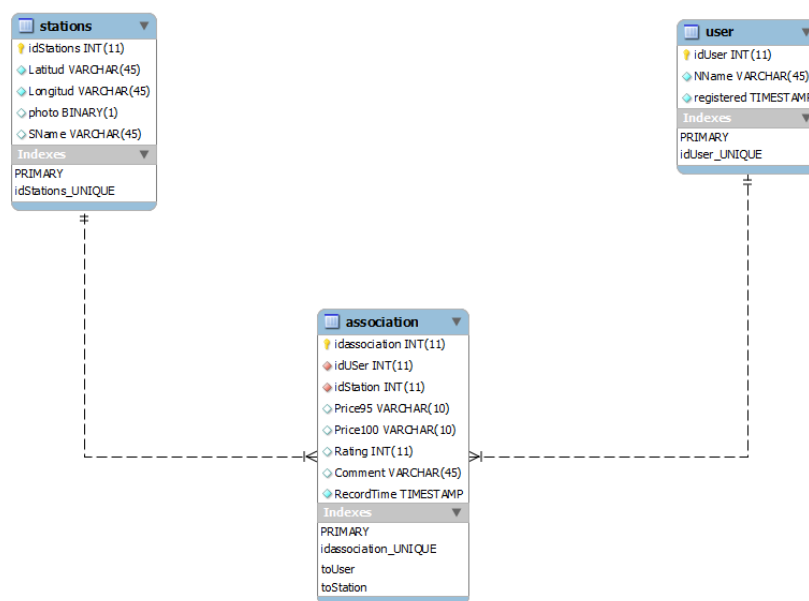 stations
idStations INT(11)
Latitud VARCHAR(45)
Longitud VARCHAR(45)
photo BINARY(1)
SName VARCHAR(45)
Indexes
PRIMARY
idStations_UNIQUE
user
idUser INT(11)
NName VARCHAR(45)
registered TIMESTAMP
Indexes
PRIMARY
idUser_UNIQUE
association
idassociation INT(11)
idUSer INT(11)
idStation INT(11)
Price95 VARCHAR(10)
Price100 VARCHAR(10)
Rating INT(11)
Comment VARCHAR(45)
RecordTime TIMESTAMP
Indexes
PRIMARY
idassociation_UNIQUE
toUser
toStation